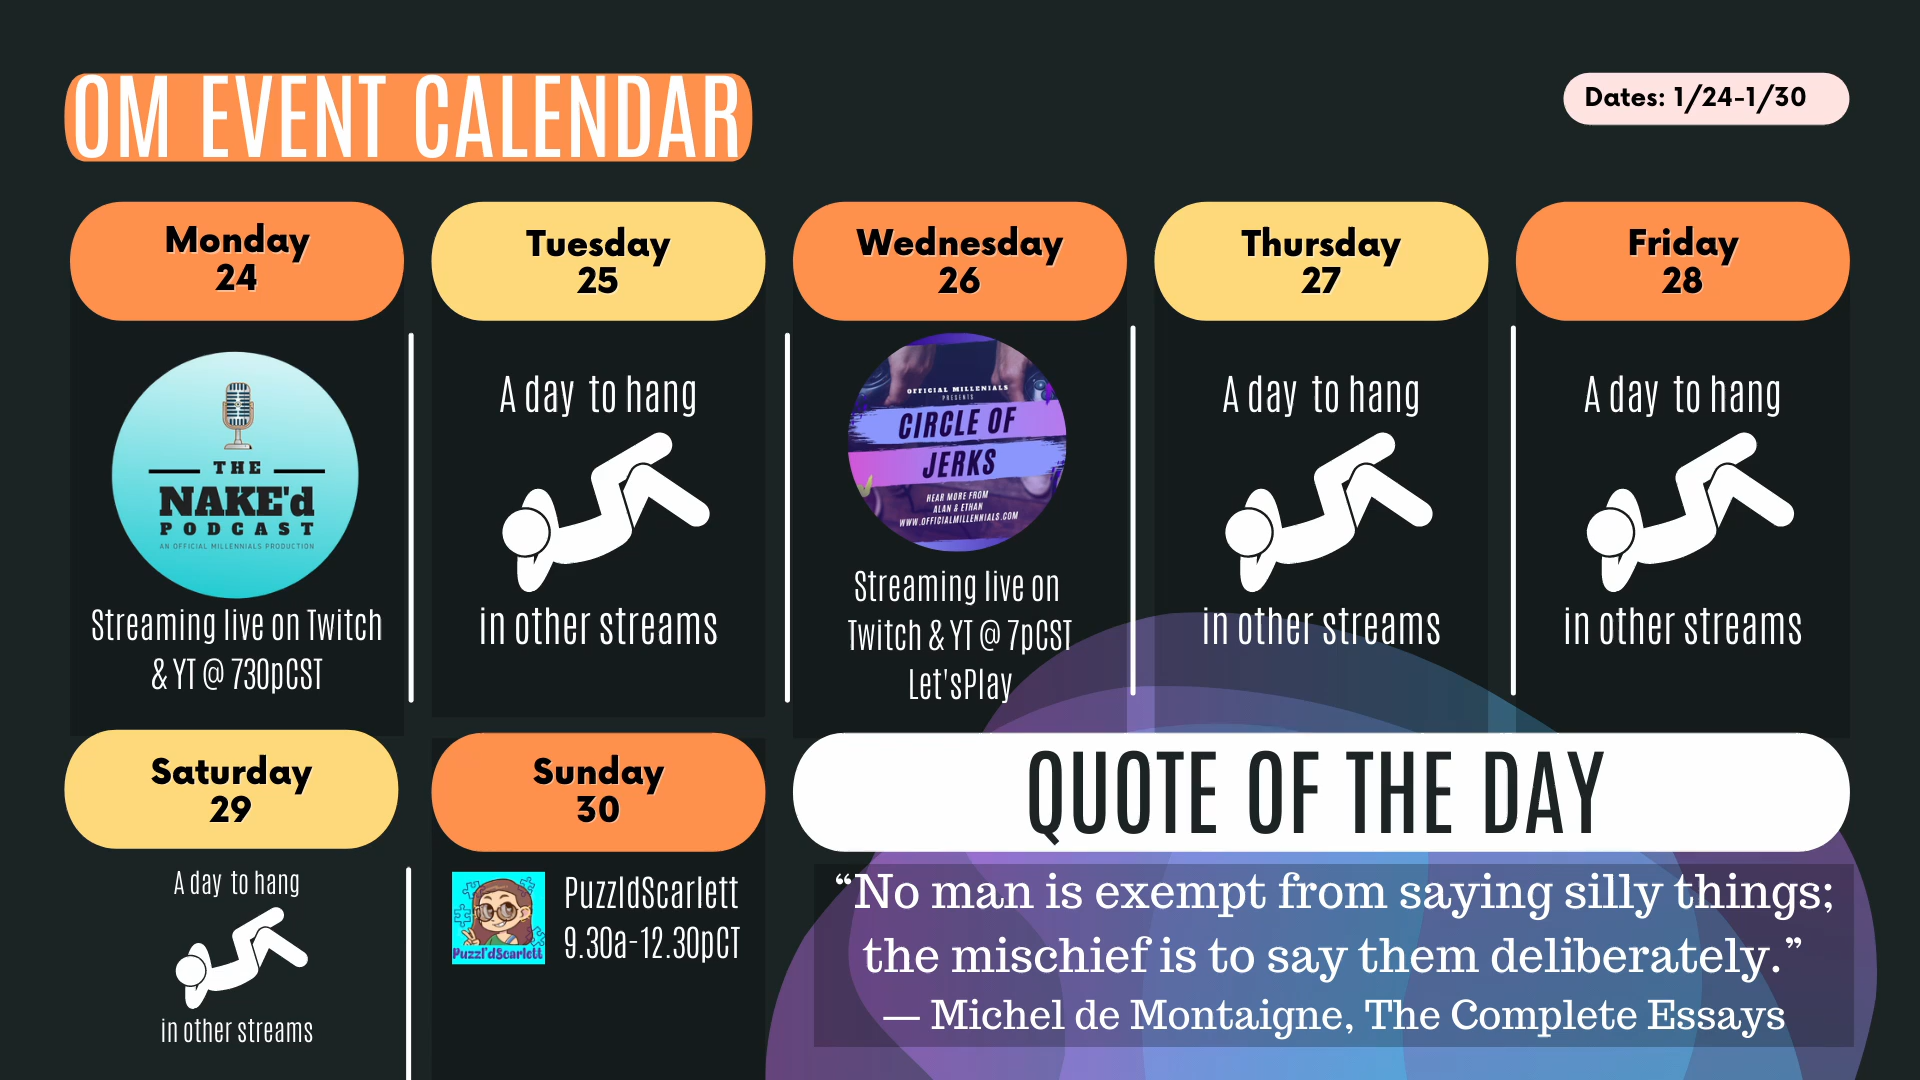 OM EVENT CALENDAR
Dates: 1/24-1/30
Monday
24
THE
NAKE'd
PODCAST
AN OFFICIAL MILLENNIALS PRODUCTION
Streaming live on Twitch
& YT @ 730pCST
Tuesday
25
A day to hang
in other streams
Wednesday
26
OFFICIAL MILLENIALS
PRESENTS
CIRCLE OF
JERKS
HEAR MORE FROM
ALAN & ETHAN
WWW.OFFICIALMILLENNIALS.COM
Streaming live on
Twitch & YT @ 7pCST
Let'sPlay
Thursday
27
A day to hang
in other streams
Friday
28
A day to hang
in other streams
Saturday
29
A day to hang
in other streams
Sunday
30
Puzzl'dScarlett
PuzzldScarlett
9.30a-12.30pCT
QUOTE OF THE DAY
“No man is exempt from saying silly things;
the mischief is to say them deliberately.”
— Michel de Montaigne, The Complete Essays